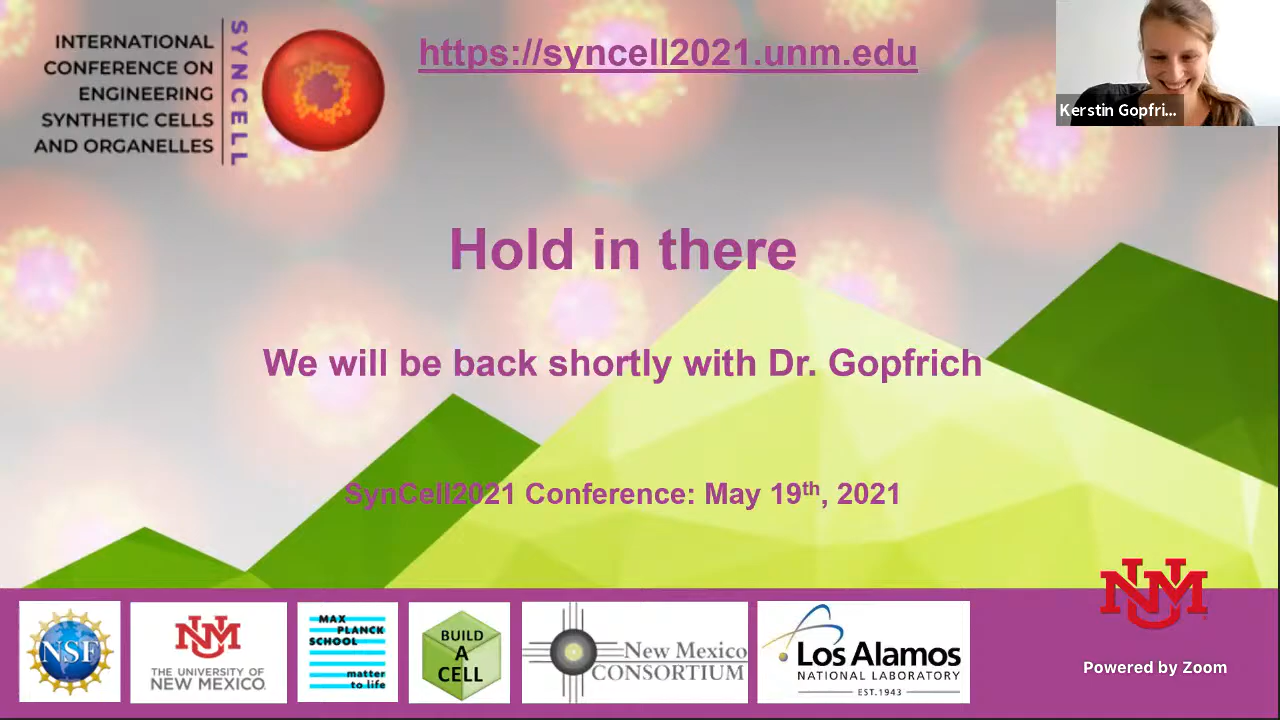 INTERNATIONAL
CONFERENCE ON
ENGINEERING
SYNTHETIC CELLS
AND ORGANELLES
SYNCELL
https://syncell2021.unm.edu
Kerstin Gopfri...
Hold in there
We will be back shortly with Dr. Gopfrich
SynCell2021 Conference: May 19th, 2021
NSF
UNM
THE UNIVERSITY OF
NEW MEXICO.
MAX
PLANCK
SCHOOL
matter
to life
BUILD
A
CELL
New Mexico
CONSORTIUM
Los Alamos
NATIONAL LABORATORY
EST.1943
UNM
Powered by Zoom